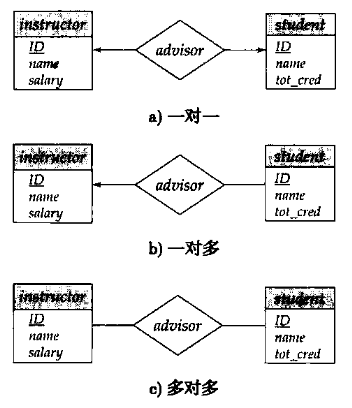 instructor
ID
name
salary
advisor
student
ID
name
tot_cred
a) 一对一
instructor
ID
name
salary
advisor
student
ID
name
tot_cred
b) 一对多
instructor
ID
name
salary
advisor
student
ID
name
tot_cred
c) 多对多